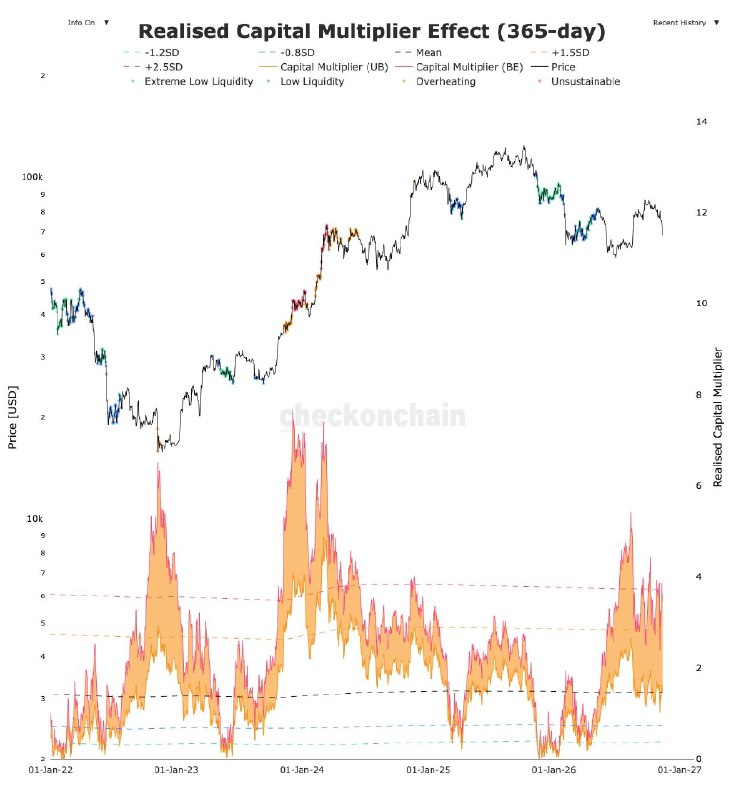 Info On ▼
Realised Capital Multiplier Effect (365-day)
Recent History ▼
-1.2SD
-0.8SD
Mean
+1.5SD
+2.5SD
Capital Multiplier (UB)
Capital Multiplier (BE)
Price
Extreme Low Liquidity
Low Liquidity
Overheating
Unsustainable
2
100k
9
8
7
6
5
4
3
2
10k
9
8
7
6
5
4
3
2
Price [USD]
checkonchain
14
12
10
8
6
4
2
0
Realised Capital Multiplier
01-Jan-22
01-Jan-23
01-Jan-24
01-Jan-25
01-Jan-26
01-Jan-27